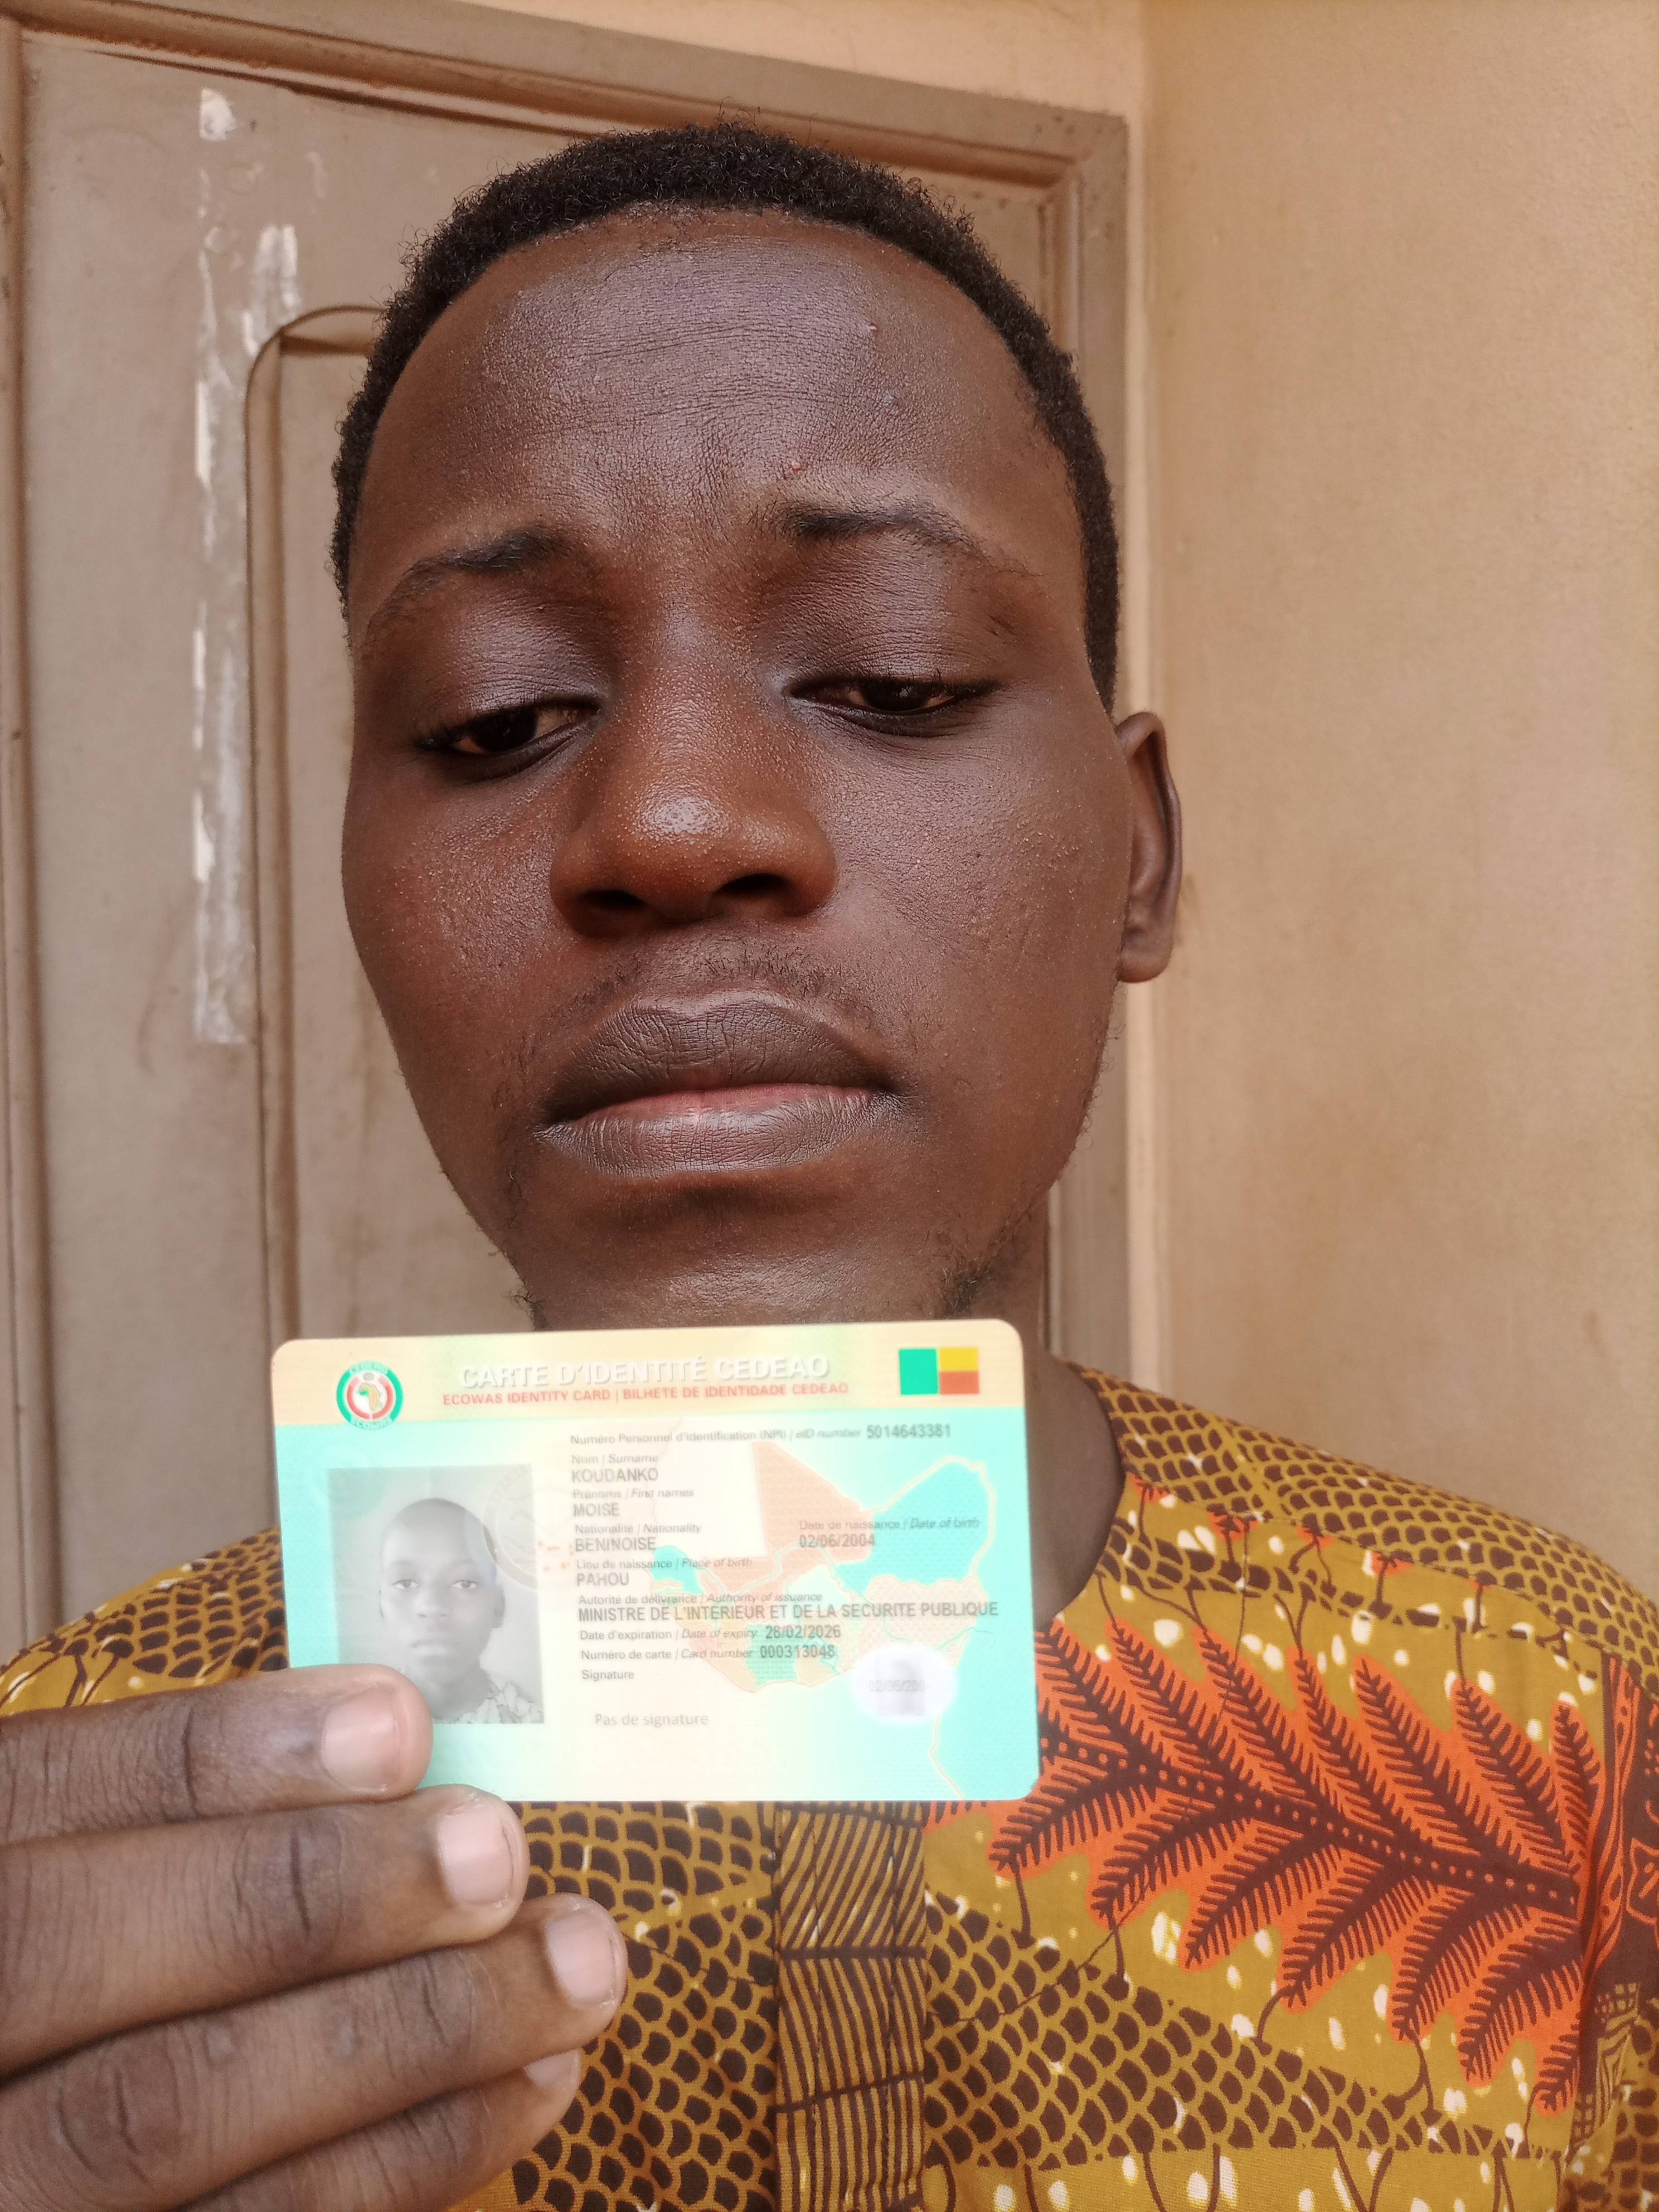 CARTE D'IDENTITÉ CEDEAO
ECOWAS IDENTITY CARD | BILHETE DE IDENTIDADE CEDEAO
CEDEAO
ECOWAS
Numéro Personnel d'Identification (NPI) / eID number 5014643381
Nom / Surname
KOUDANKO
Prénoms / First names
MOISE
Nationalité / Nationality
BENINOISE
Date de naissance / Date of birth
02/06/2004
Lieu de naissance / Place of birth
PAHOU
Autorité de délivrance / Authority of issuance
MINISTRE DE L'INTERIEUR ET DE LA SECURITE PUBLIQUE
Date d'expiration / Date of expiry 28/02/2026
Numéro de carte / Card number 000313048
Signature
Pas de signature